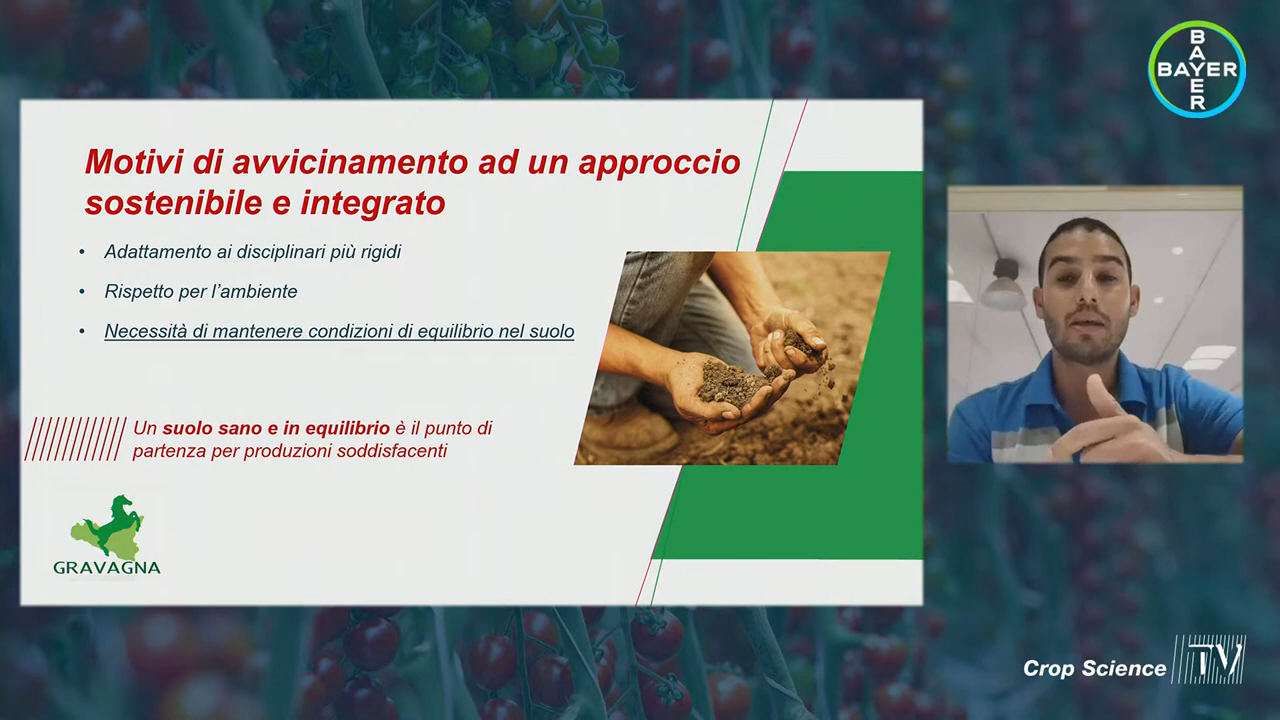 BAYER
BAYER
Motivi di avvicinamento ad un approccio
sostenibile e integrato
• Adattamento ai disciplinari più rigidi
• Rispetto per l'ambiente
• Necessità di mantenere condizioni di equilibrio nel suolo
Un suolo sano e in equilibrio è il punto di
partenza per produzioni soddisfacenti
GRAVAGNA
Crop Science TV